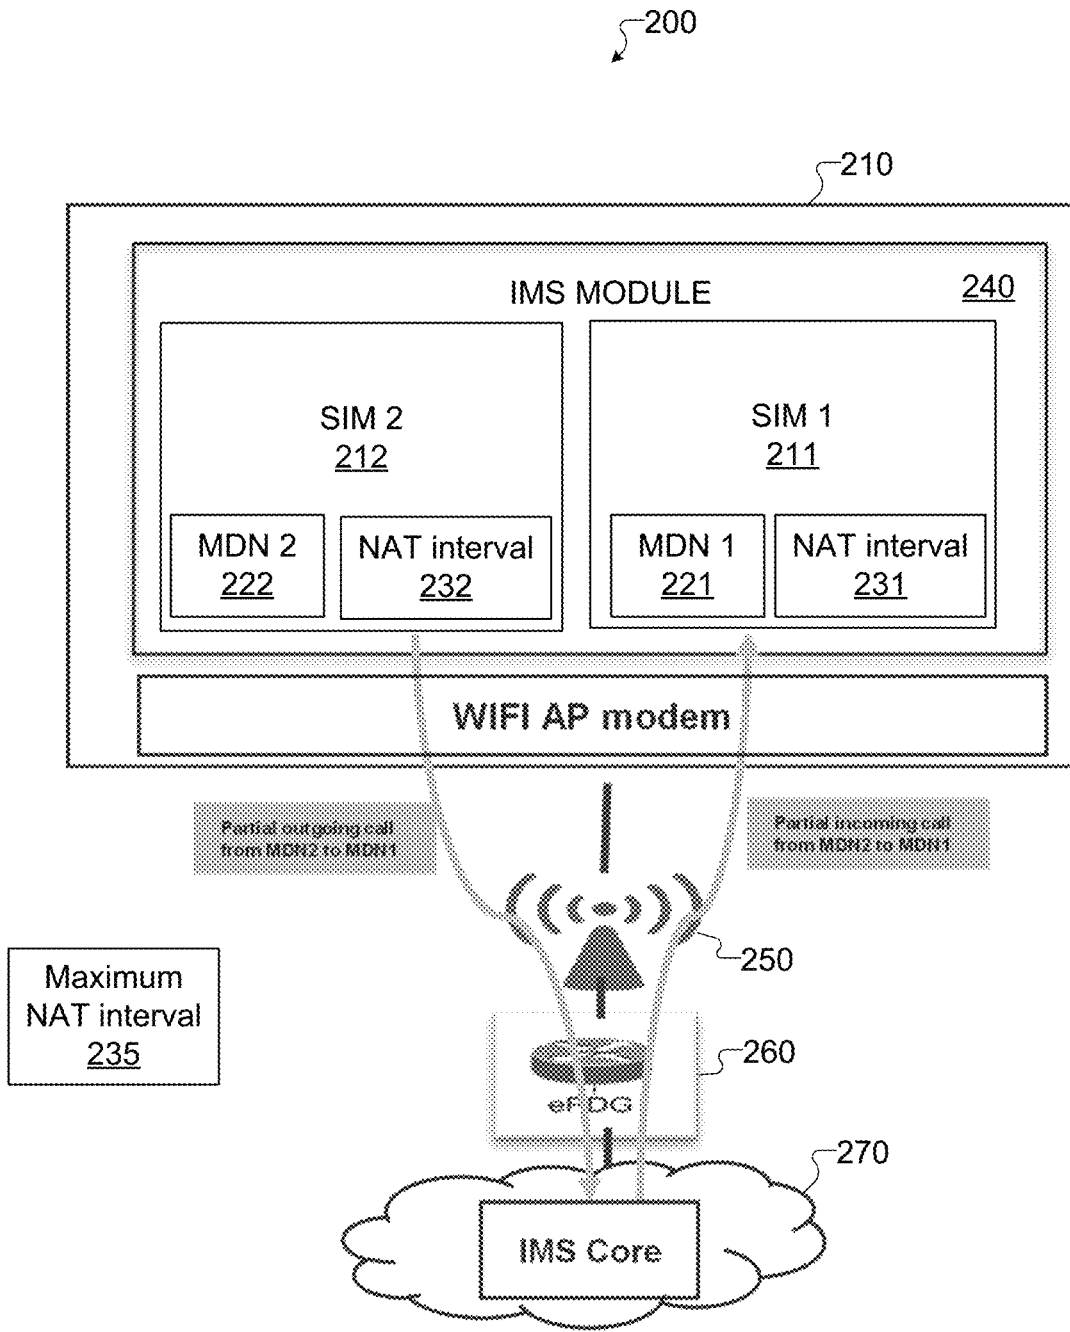 200
210
IMS MODULE
240
SIM 2
212
SIM 1
211
MDN 2
222
NAT interval
232
MDN 1
221
NAT interval
231
WIFI AP modem
Partial outgoing call
from MDN2 to MDN1
Partial incoming call
from MDN2 to MDN1
250
Maximum
NAT interval
235
260
ePDG
270
IMS Core